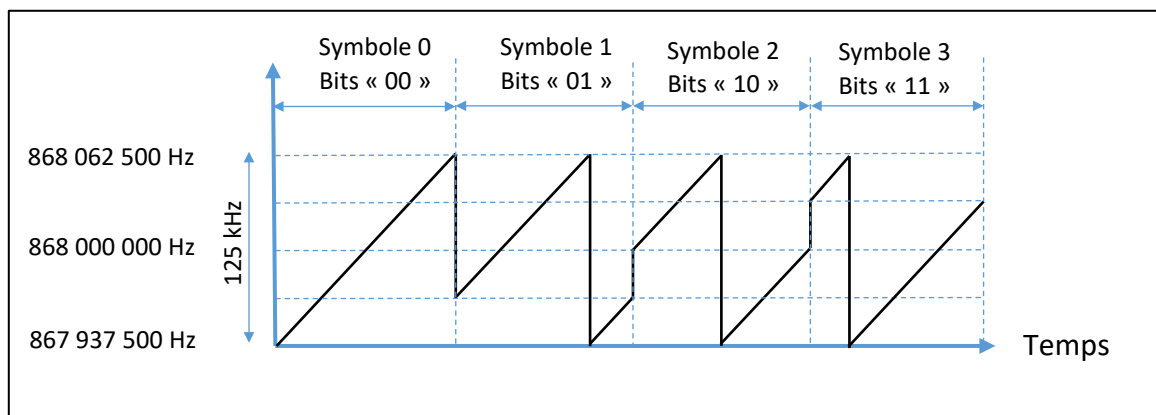 Symbole 0
Bits « 00 »
Symbole 1
Bits « 01 »
Symbole 2
Bits « 10 »
Symbole 3
Bits « 11 »
868 062 500 Hz
125 kHz
868 000 000 Hz
867 937 500 Hz
Temps